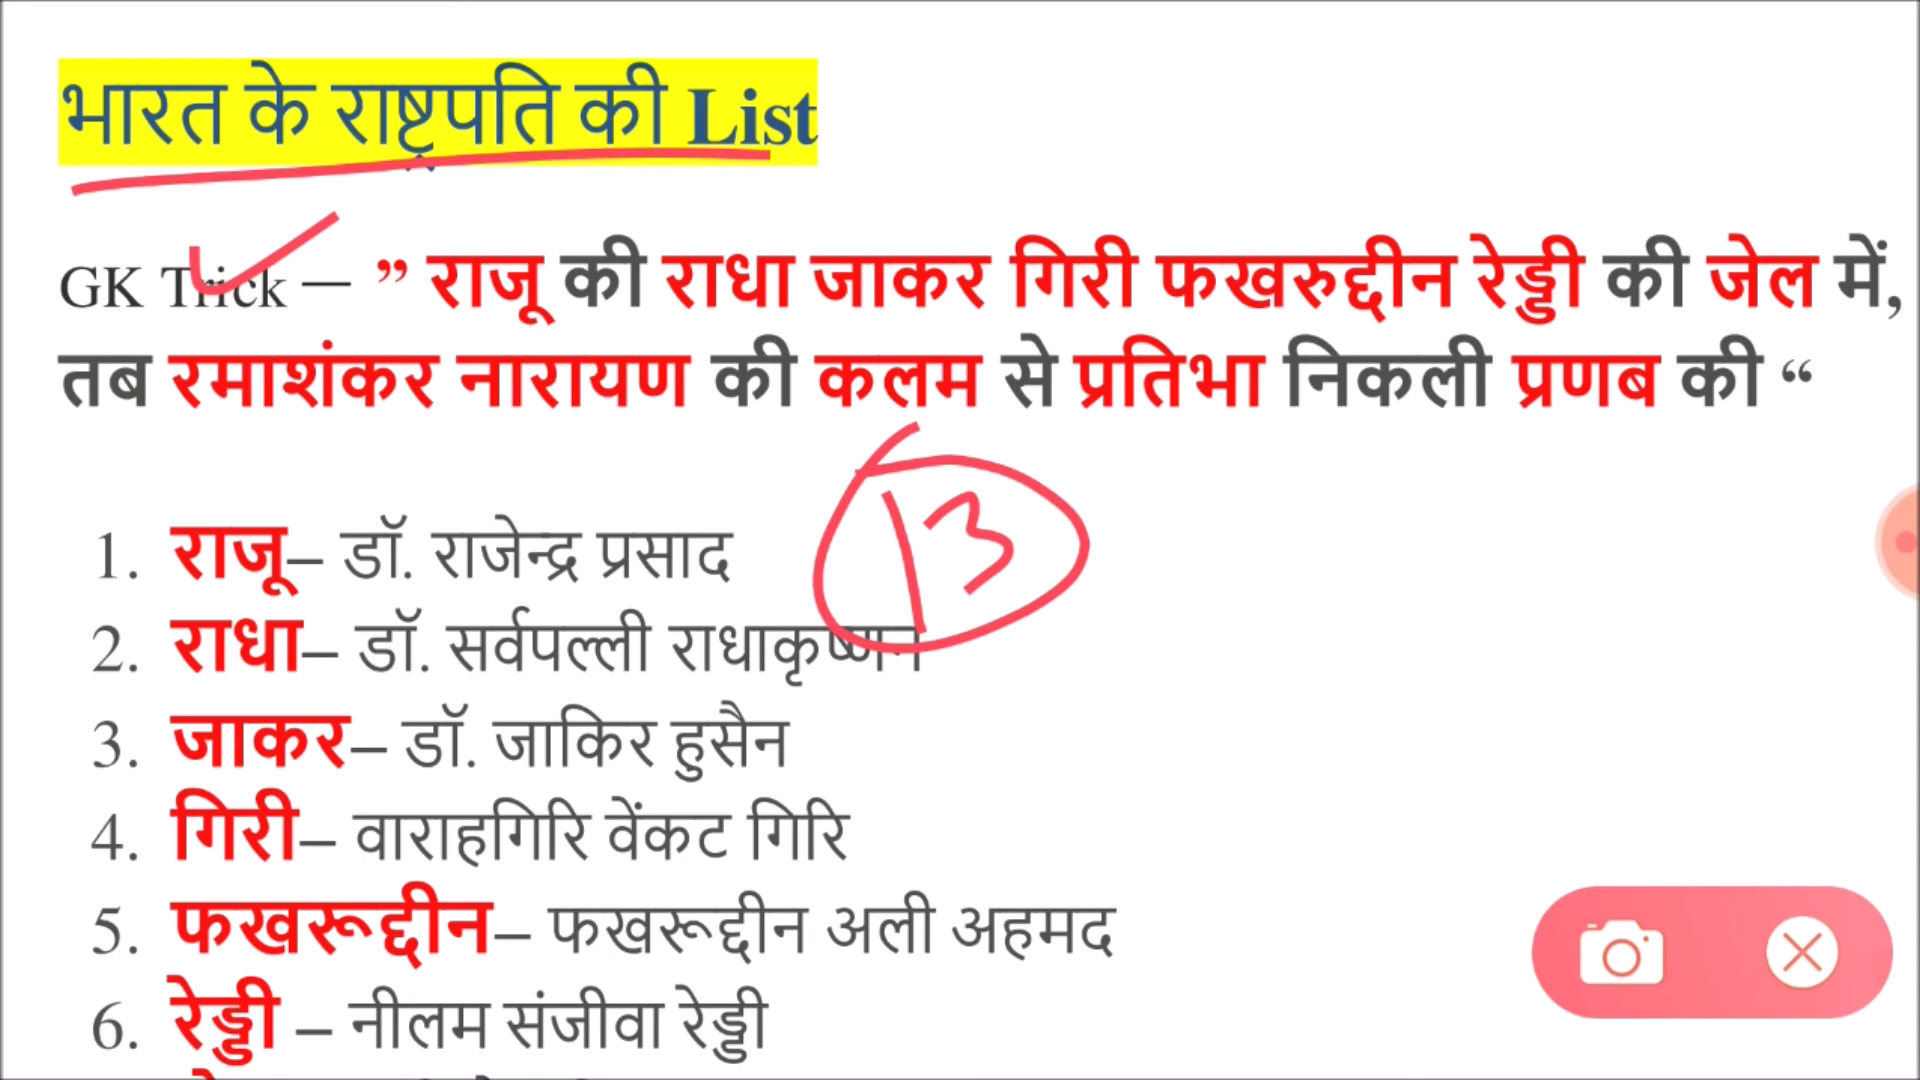 भारत के राष्ट्रपति की List
GK Trick – ” राजू की राधा जाकर गिरी फखरुद्दीन रेड्डी की जेल में,
तब रमाशंकर नारायण की कलम से प्रतिभा निकली प्रणब की “
13
1. राजू– डॉ. राजेन्द्र प्रसाद
2. राधा– डॉ. सर्वपल्ली राधाकृष्णन
3. जाकर– डॉ. जाकिर हुसैन
4. गिरी– वाराहगिरि वेंकट गिरि
5. फखरूद्दीन– फखरूद्दीन अली अहमद
6. रेड्डी – नीलम संजीवा रेड्डी